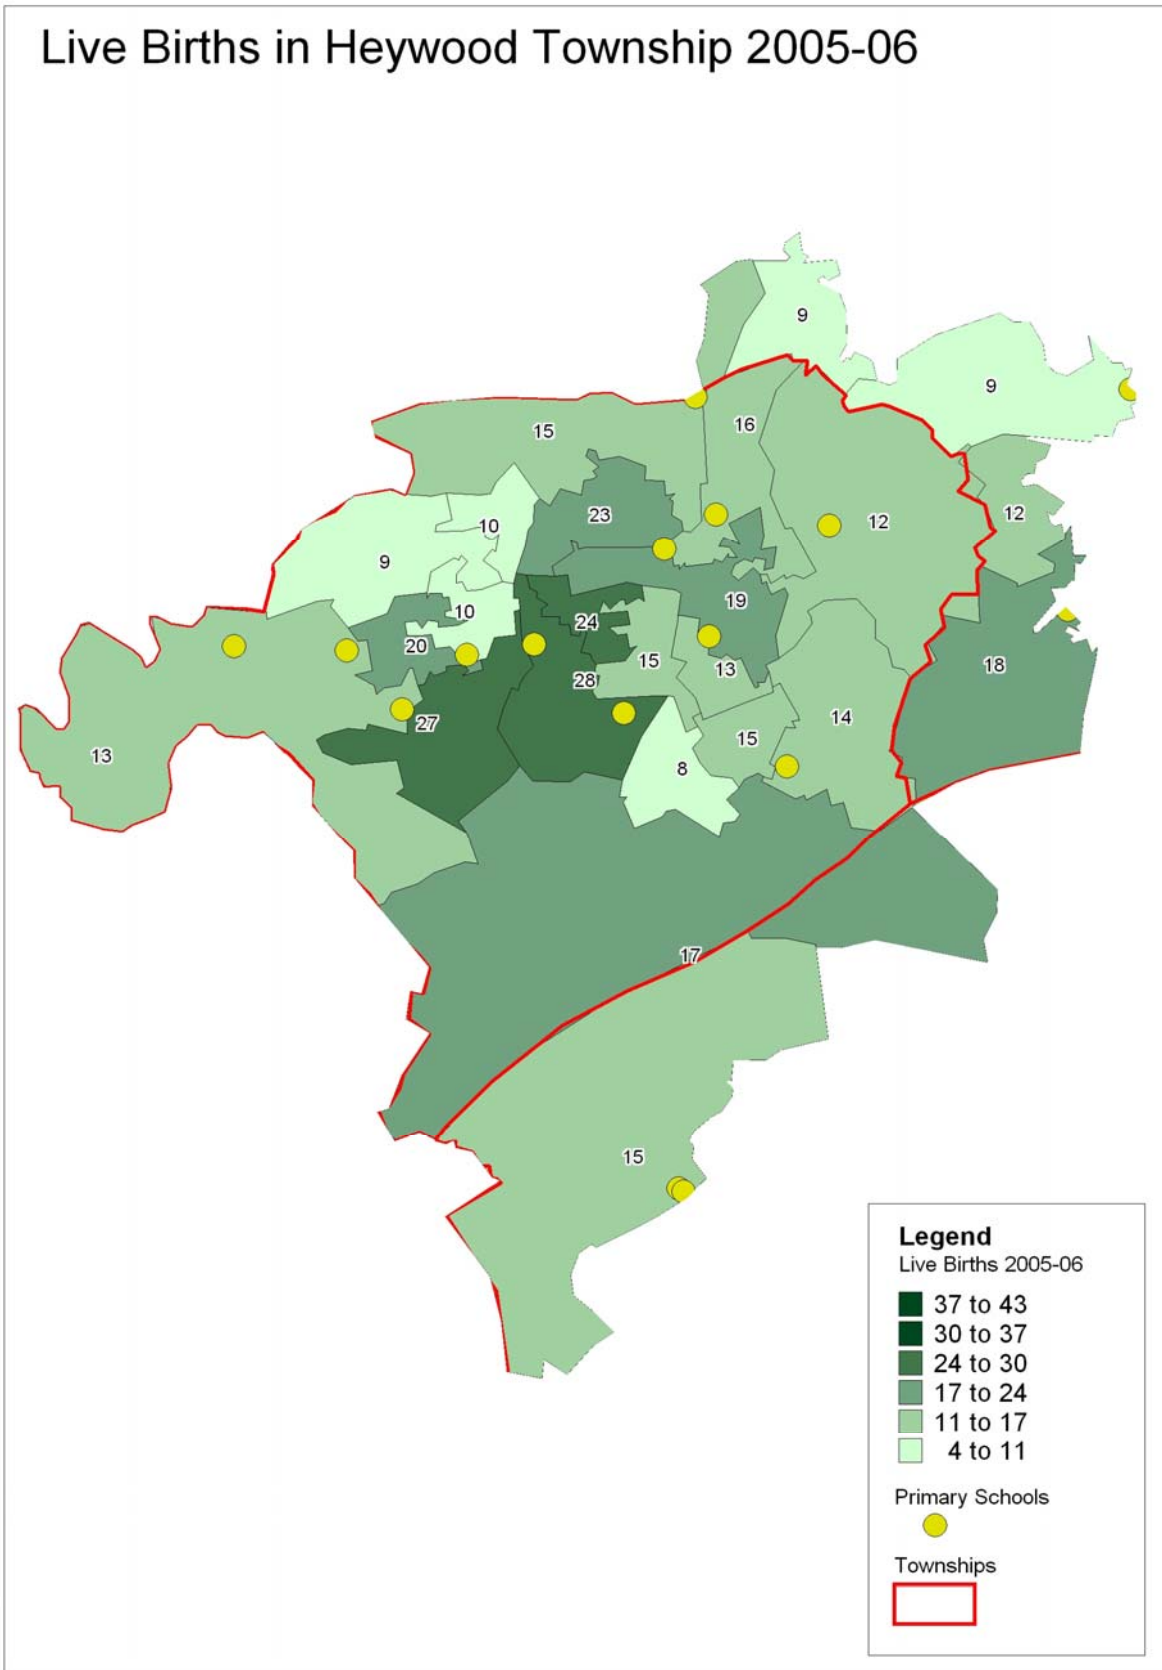 Live Births in Heywood Township 2005-06
9
9
16
15
12
12
23
10
9
19
10
24
20
15
13
18
28
14
27
15
13
8
17
15
Legend
Live Births 2005-06
37 to 43
30 to 37
24 to 30
17 to 24
11 to 17
4 to 11
Primary Schools
Townships